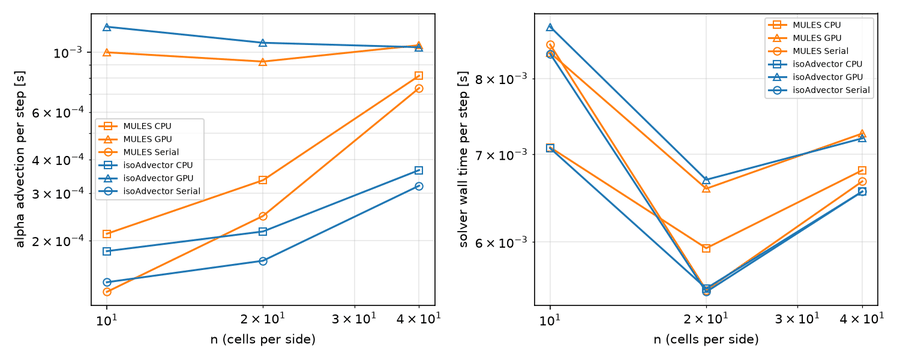 alpha advection per step [s]
10⁻³
6 × 10⁻⁴
4 × 10⁻⁴
3 × 10⁻⁴
2 × 10⁻⁴
MULES CPU
MULES GPU
MULES Serial
isoAdvector CPU
isoAdvector GPU
isoAdvector Serial
10¹
2 × 10¹
3 × 10¹
4 × 10¹
n (cells per side)
solver wall time per step [s]
8 × 10⁻³
7 × 10⁻³
6 × 10⁻³
MULES CPU
MULES GPU
MULES Serial
isoAdvector CPU
isoAdvector GPU
isoAdvector Serial
10¹
2 × 10¹
3 × 10¹
4 × 10¹
n (cells per side)